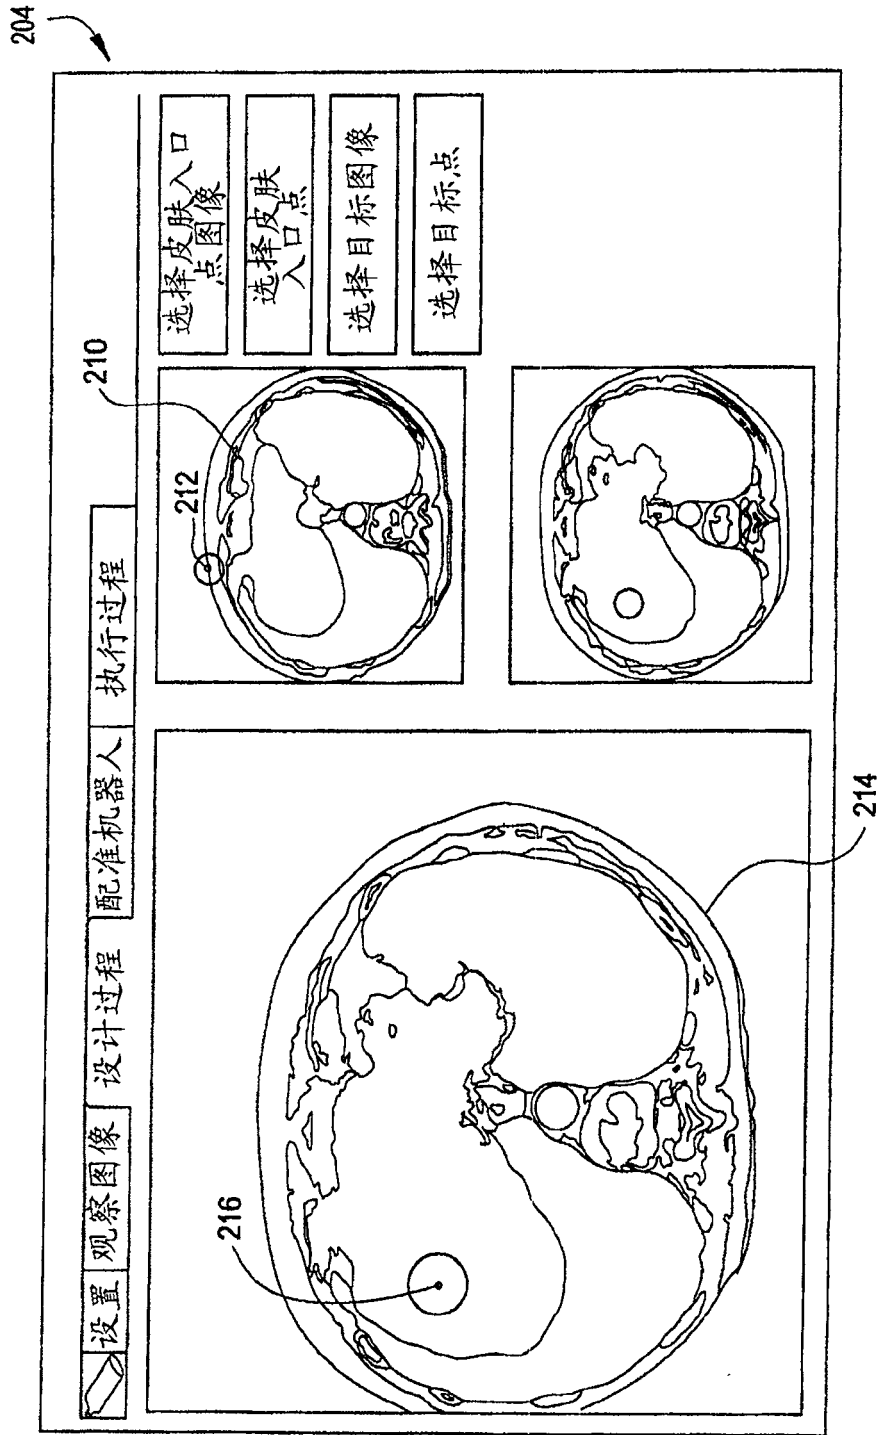 204
设置
观察图像
设计过程
配准机器人
执行过程
212
210
选择皮肤入口
点图像
选择皮肤
入口点
选择目标图像
选择目标点
216
214